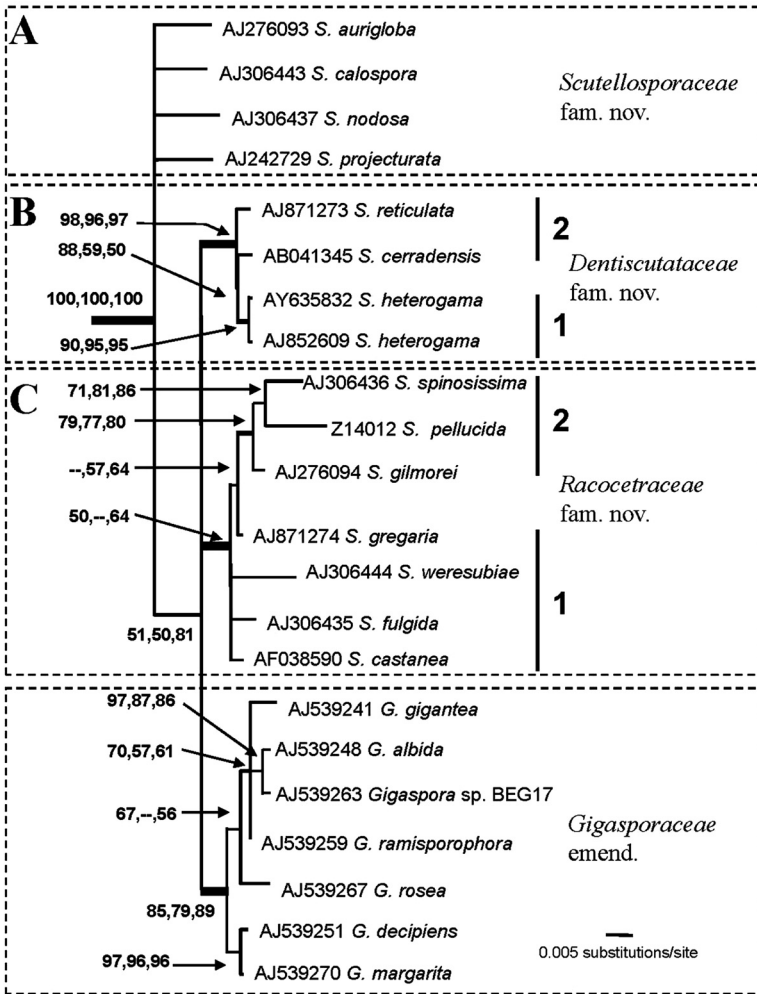 A
AJ276093 S. aurigloba
AJ306443 S. calospora
AJ306437 S. nodosa
AJ242729 S. projecturata
Scutellosporaceae
fam. nov.
B
98,96,97
88,59,50
100,100,100
90,95,95
AJ871273 S. reticulata
AB041345 S. cerradensis
AY635832 S. heterogama
AJ852609 S. heterogama
2
1
Dentiscutataceae
fam. nov.
C
71,81,86
79,77,80
--,57,64
50,--,64
51,50,81
AJ306436 S. spinosissima
Z14012 S. pellucida
AJ276094 S. gilmorei
AJ871274 S. gregaria
AJ306444 S. weresubiae
AJ306435 S. fulgida
AF038590 S. castanea
2
1
Racocetraceae
fam. nov.
97,87,86
70,57,61
67,--,56
85,79,89
97,96,96
AJ539241 G. gigantea
AJ539248 G. albida
AJ539263 Gigaspora sp. BEG17
AJ539259 G. ramisporophora
AJ539267 G. rosea
AJ539251 G. decipiens
AJ539270 G. margarita
Gigasporaceae
emend.
0.005 substitutions/site